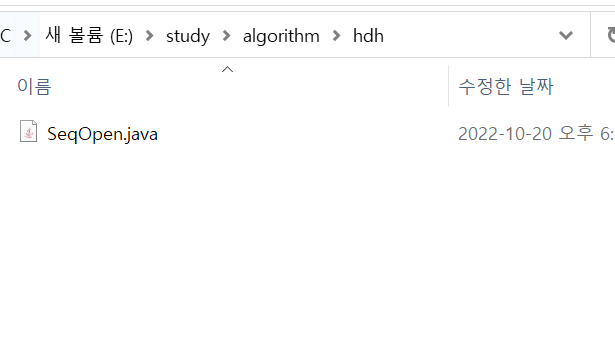 C > 새 볼륨 (E:) > study > algorithm > hdh
이름 수정한 날짜
SeqOpen.java 2022-10-20 오후 6: